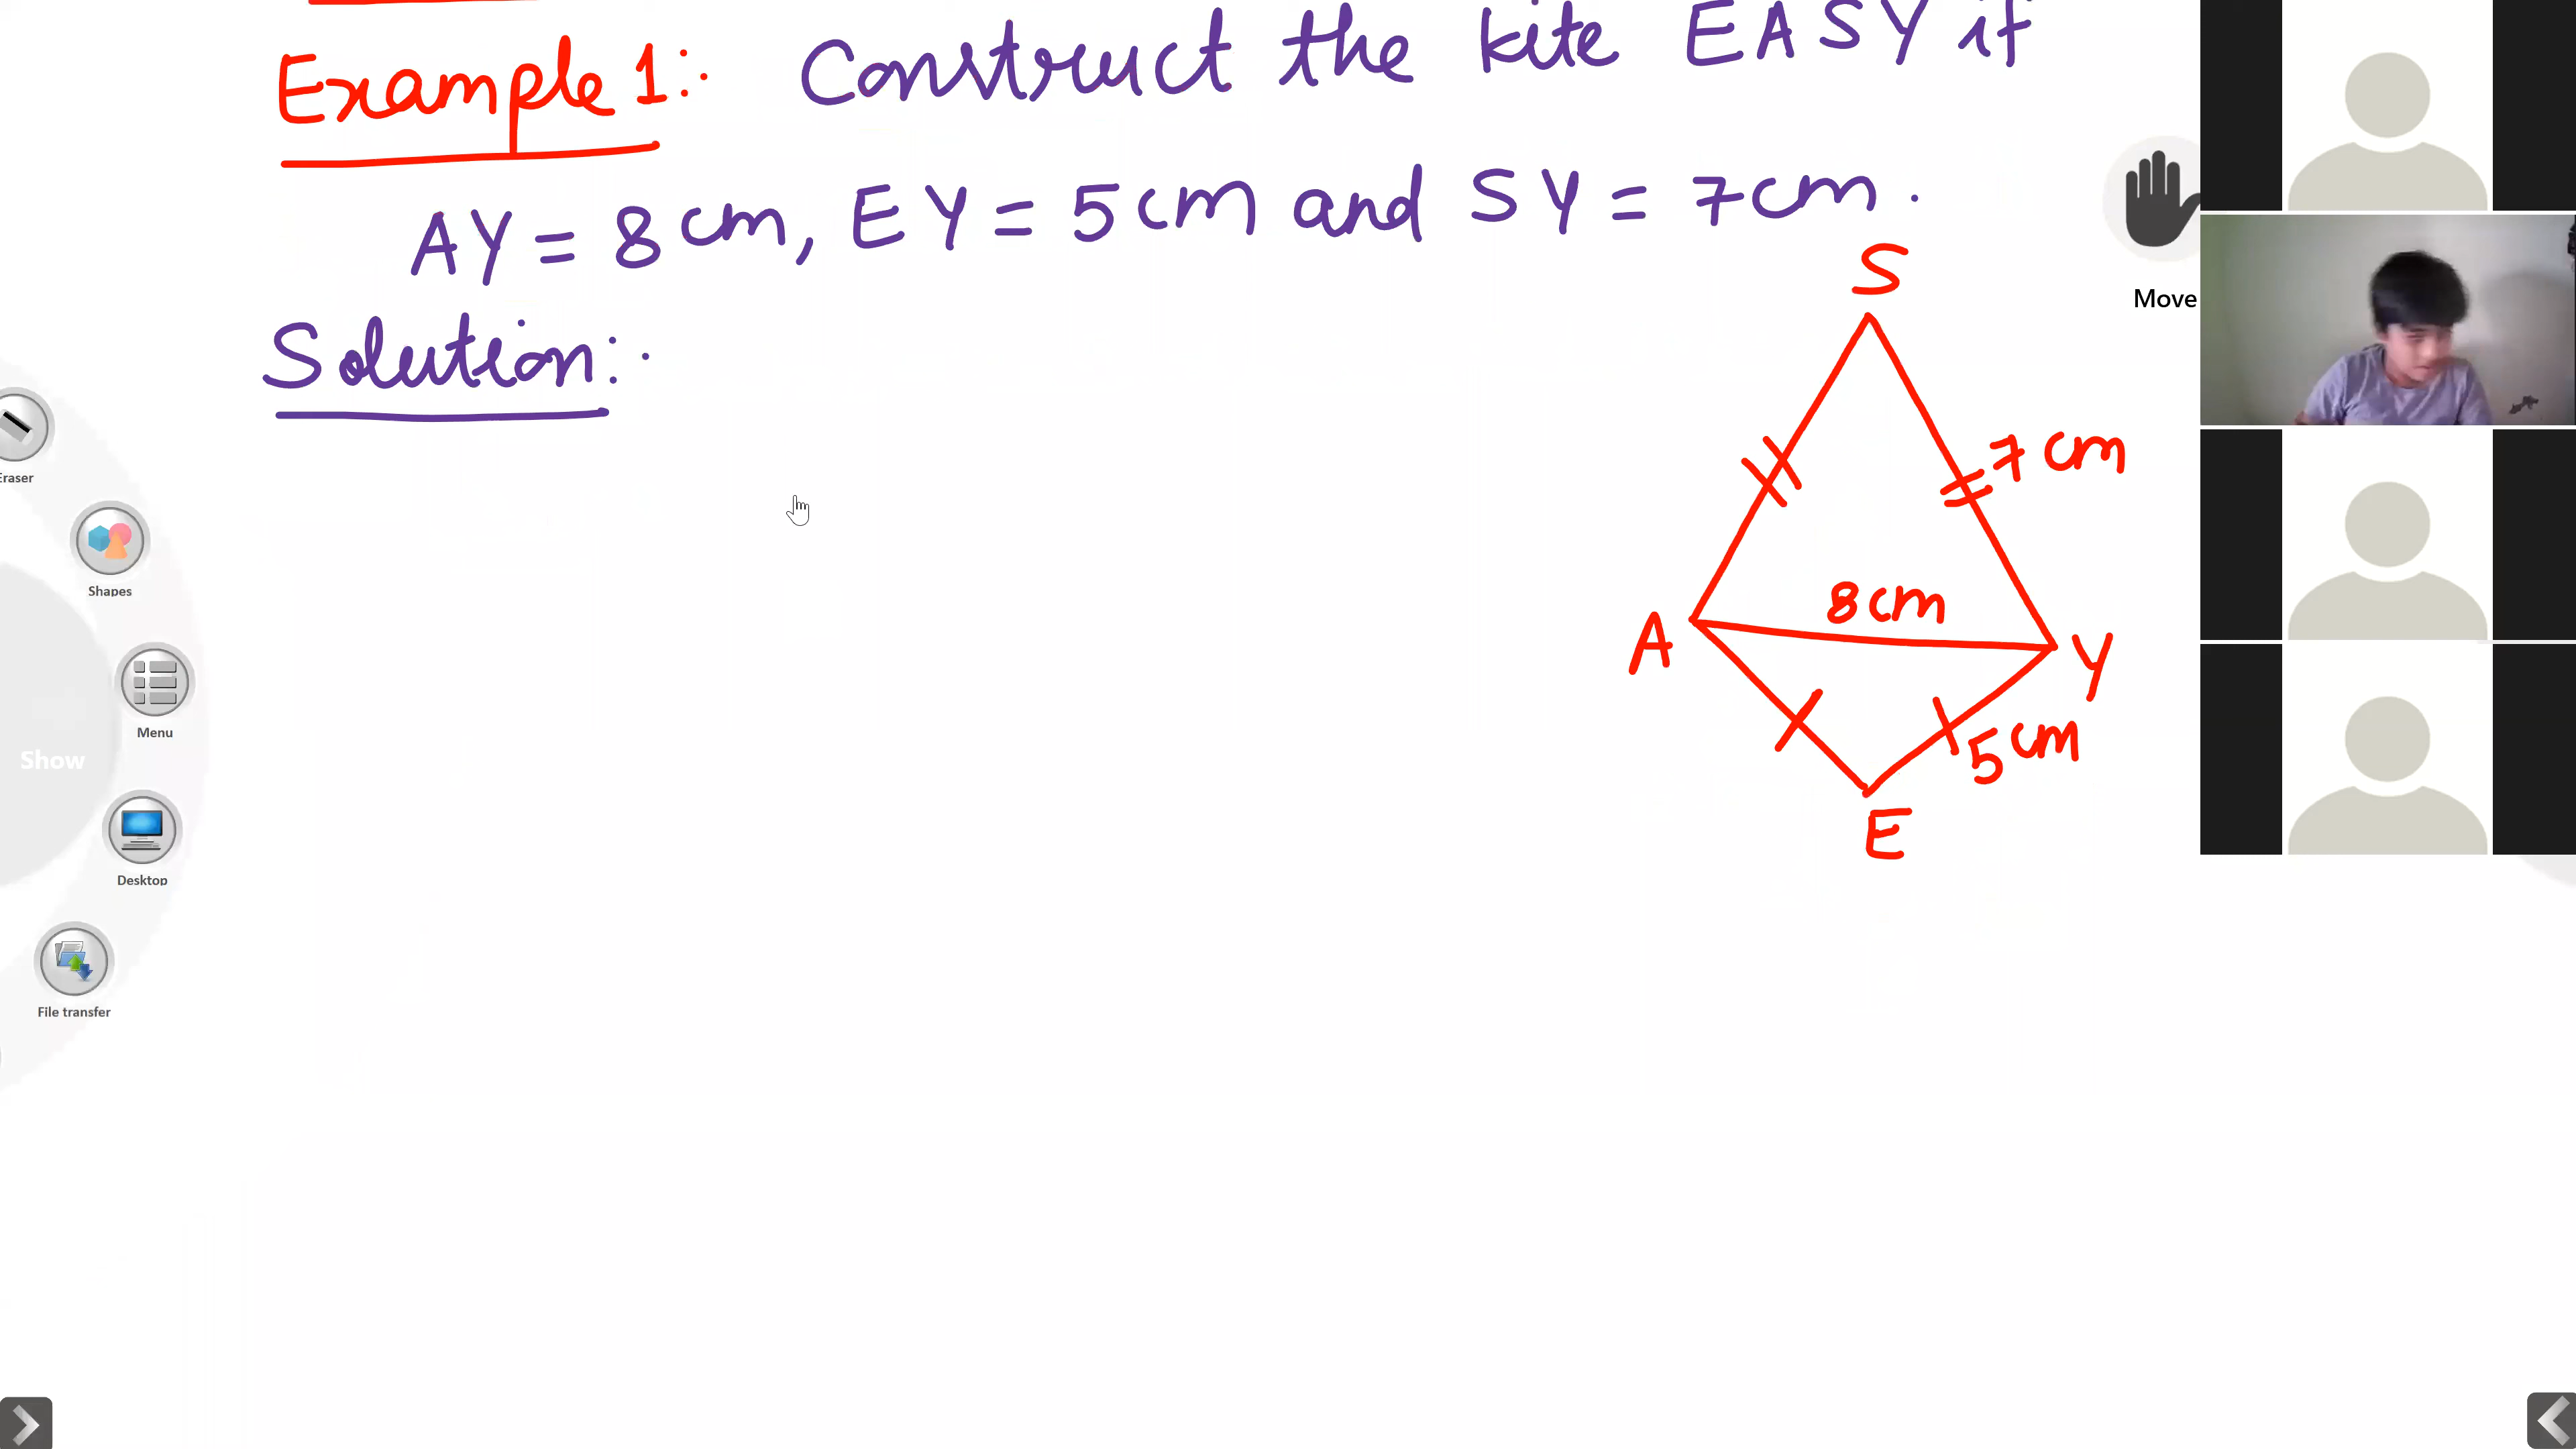 Example 1:- Construct the kite EASY if
AY = 8 cm, EY = 5 cm and SY = 7 cm.
Solution:-
S
7 cm
8 cm
A
Y
5 cm
E
Move
Eraser
Shapes
Menu
Show
Desktop
File transfer